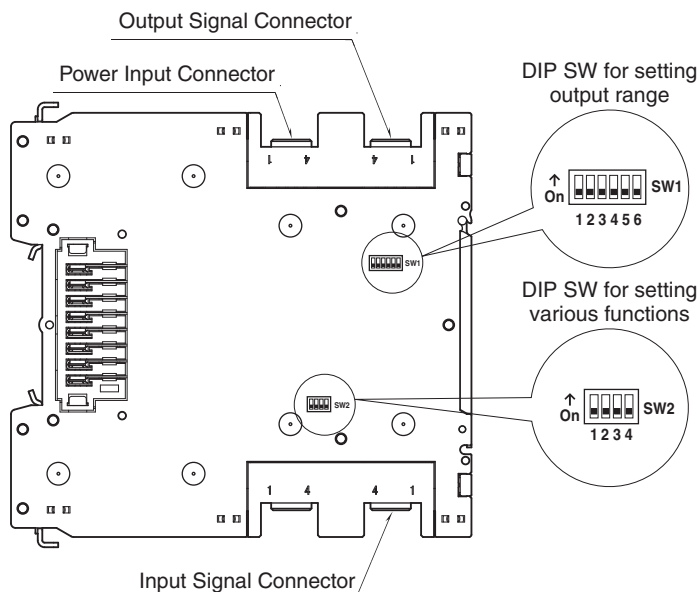 Output Signal Connector
Power Input Connector
DIP SW for setting
output range
1 4 4 1
↑
On SW1
1 2 3 4 5 6
SW1
DIP SW for setting
various functions
↑
On SW2
1 2 3 4
SW2
1 4 4 1
Input Signal Connector